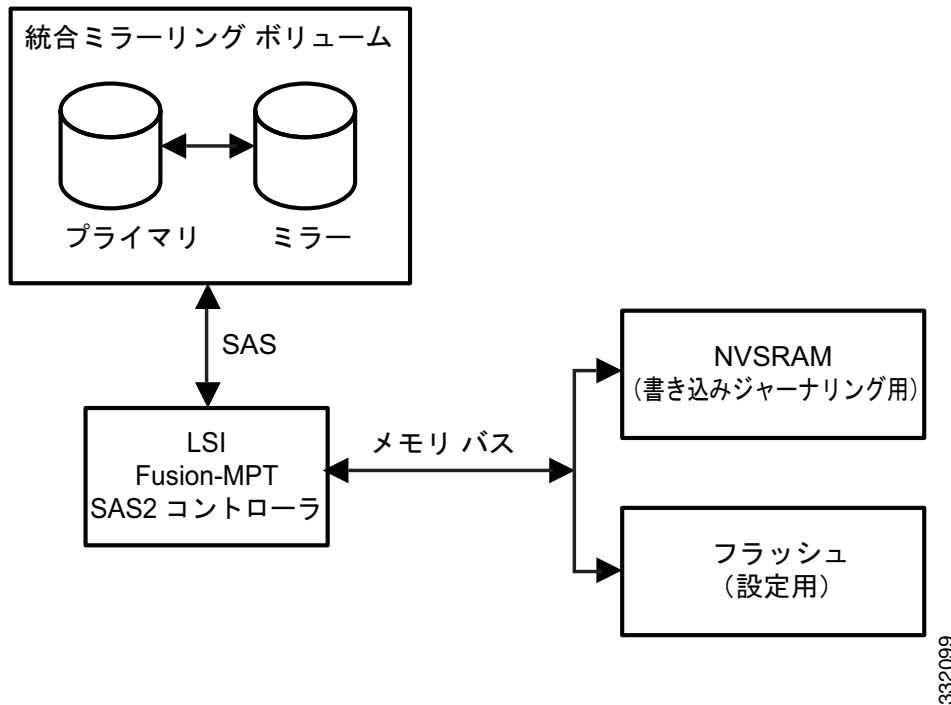 統合ミラーリング ボリューム
プライマリ
ミラー
SAS
LSI
Fusion-MPT
SAS2 コントローラ
メモリ バス
NVSRAM
（書き込みジャーナリング用）
フラッシュ
（設定用）
332099